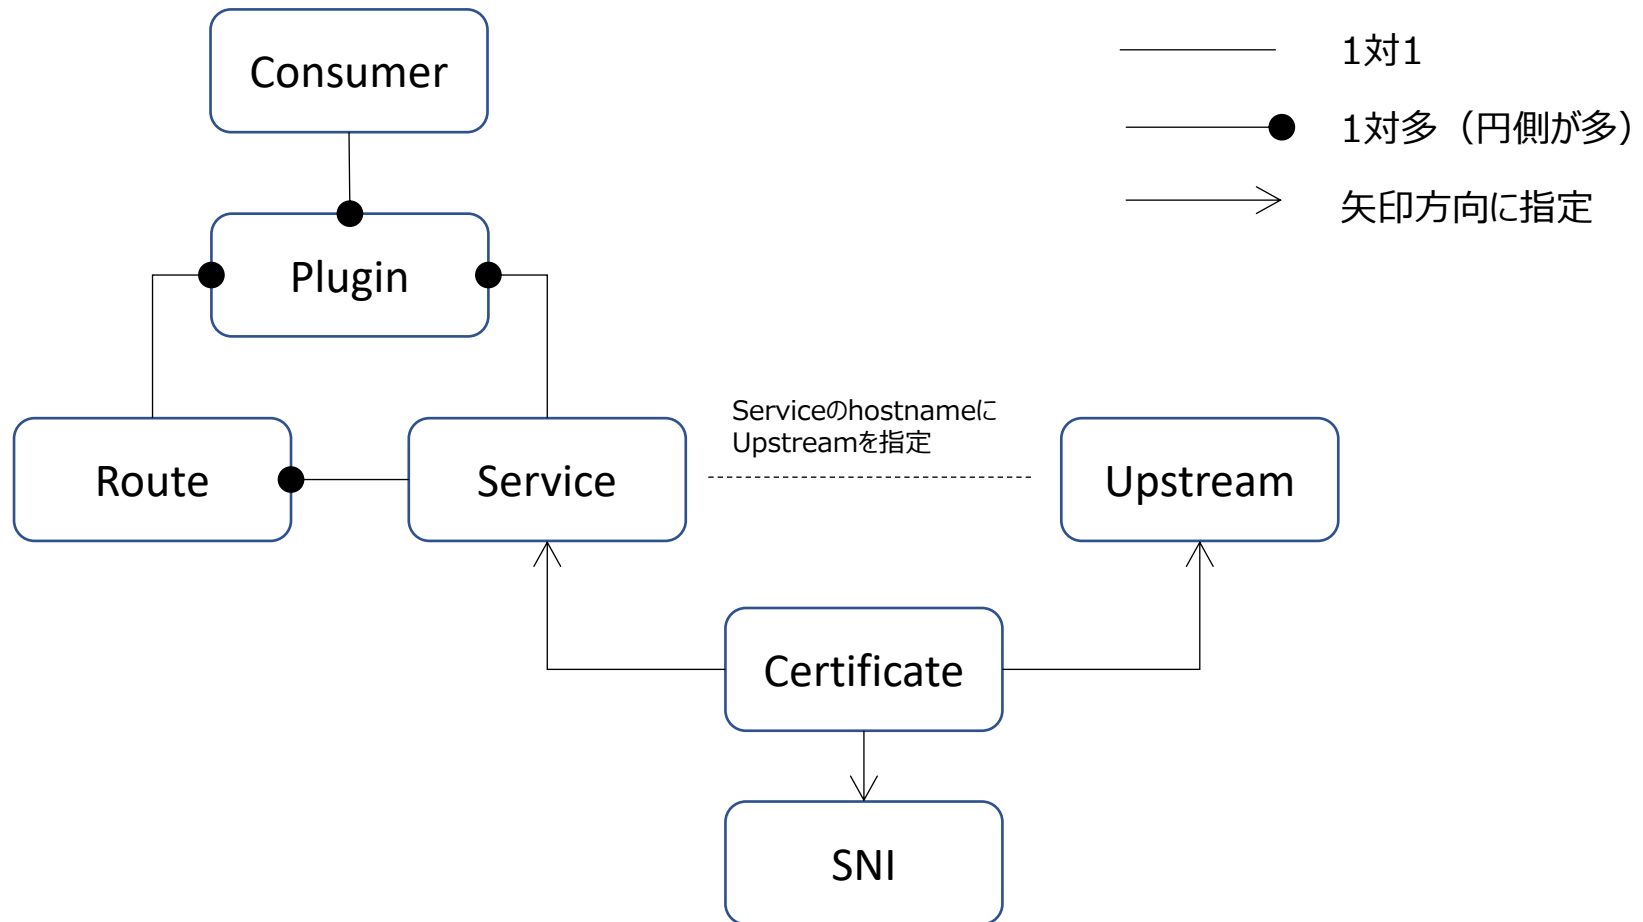 Consumer
1対1
1対多（円側が多）
矢印方向に指定
Plugin
Serviceのhostnameに
Upstreamを指定
Route
Service
Upstream
Certificate
SNI